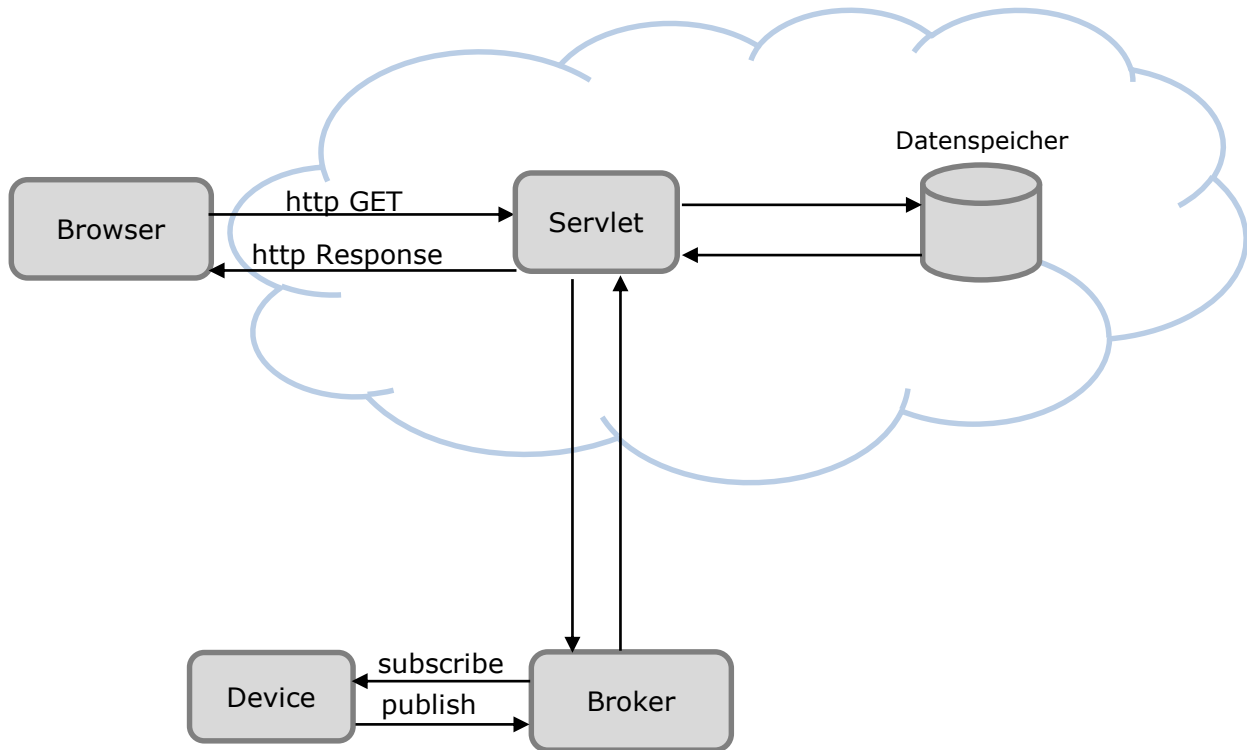 Datenspeicher
http GET
Browser
Servlet
http Response
subscribe
Device
publish
Broker